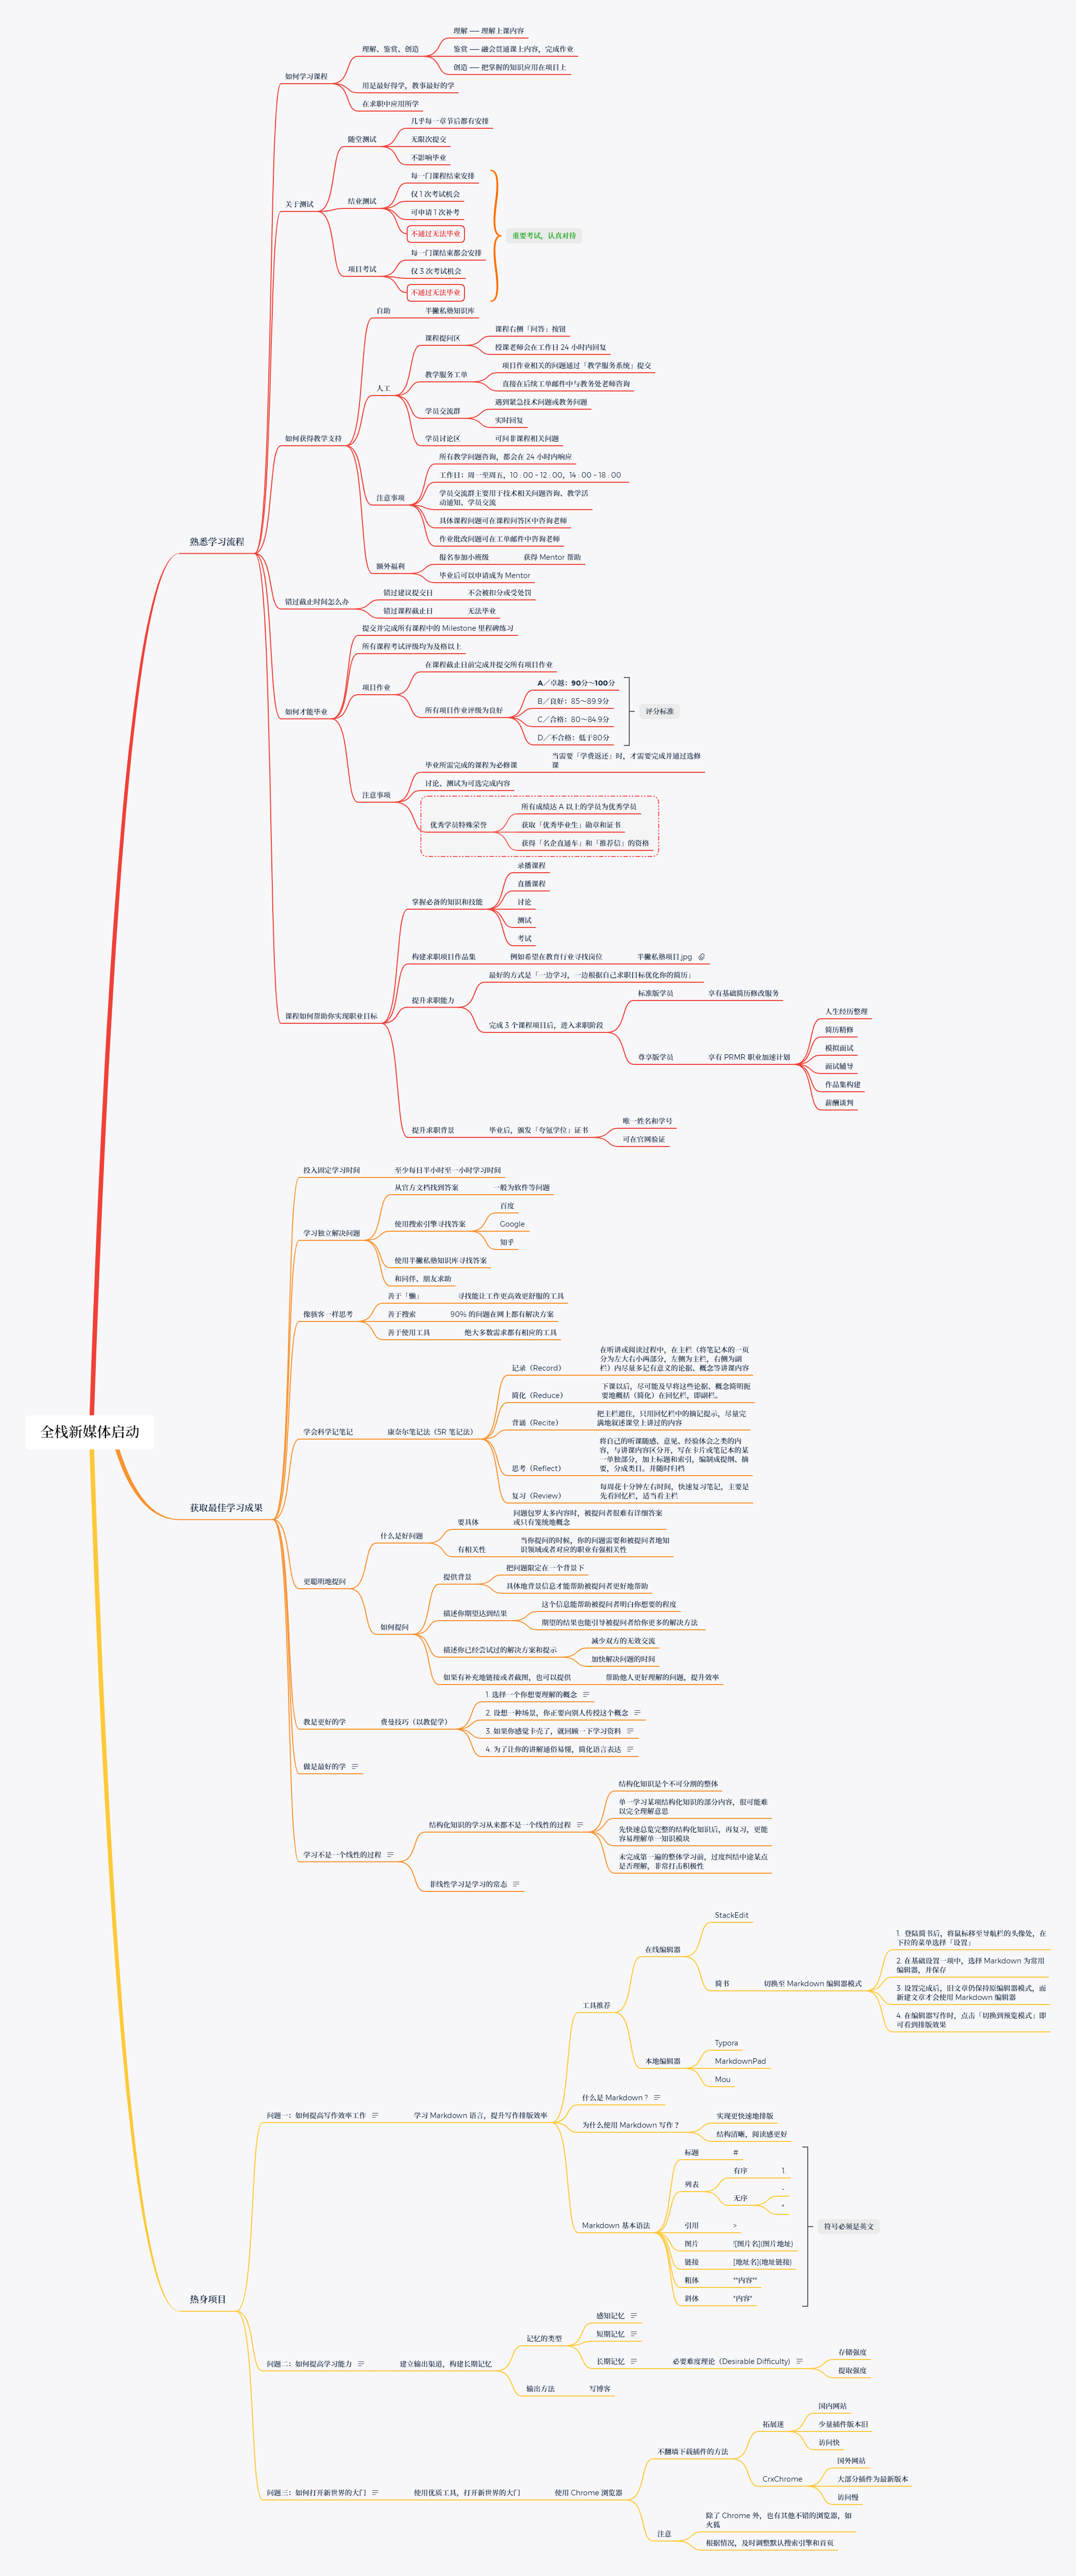 全栈新媒体启动
熟悉学习流程
如何学习课程
理解、鉴赏、创造
理解 —— 理解上课内容
鉴赏 —— 融会贯通课上内容，完成作业
创造 —— 把掌握的知识应用在项目上
用是最好得学，教事最好的学
在求职中应用所学
关于测试
随堂测试
几乎每一章节后都有安排
无限次提交
不影响毕业
结业测试
每一门课程结束安排
仅 1 次考试机会
可申请 1 次补考
不通过无法毕业
项目考试
每一门课结束都会安排
仅 3 次考试机会
不通过无法毕业
重要考试，认真对待
如何获得教学支持
自助
半撇私塾知识库
人工
课程提问区
课程右侧「问答」按钮
授课老师会在工作日 24 小时内回复
教学服务工单
项目作业相关的问题通过「教学服务系统」提交
直接在后续工单邮件中与教务处老师咨询
学员交流群
遇到紧急技术问题或教务问题
实时回复
学员讨论区
可问非课程相关问题
注意事项
所有教学问题咨询，都会在 24 小时内响应
工作日：周一至周五，10 : 00 – 12 : 00，14 : 00 – 18 : 00
学员交流群主要用于技术相关问题咨询、教学活
动通知、学员交流
具体课程问题可在课程问答区中咨询老师
作业批改问题可在工单邮件中咨询老师
额外福利
报名参加小班级
获得 Mentor 帮助
毕业后可以申请成为 Mentor
错过截止时间怎么办
错过建议提交日
不会被扣分或受处罚
错过课程截止日
无法毕业
如何才能毕业
提交并完成所有课程中的 Milestone 里程碑练习
所有课程考试评级均为及格以上
项目作业
在课程截止日前完成并提交所有项目作业
所有项目作业评级为良好
A／卓越：90分～100分
B／良好：85～89.9分
C／合格：80～84.9分
D／不合格：低于80分
评分标准
注意事项
毕业所需完成的课程为必修课
当需要「学费返还」时，才需要完成并通过选修
课
讨论、测试为可选完成内容
优秀学员特殊荣誉
所有成绩达 A 以上的学员为优秀学员
获取「优秀毕业生」勋章和证书
获得「名企直通车」和「推荐信」的资格
课程如何帮助你实现职业目标
掌握必备的知识和技能
录播课程
直播课程
讨论
测试
考试
构建求职项目作品集
例如希望在教育行业寻找岗位
半撇私塾项目.jpg
提升求职能力
最好的方式是「一边学习，一边根据自己求职目标优化你的简历」
完成 3 个课程项目后，进入求职阶段
标准版学员
享有基础简历修改服务
尊享版学员
享有 PRMR 职业加速计划
人生经历整理
简历精修
模拟面试
面试辅导
作品集构建
薪酬谈判
提升求职背景
毕业后，颁发「夸氪学位」证书
唯一姓名和学号
可在官网验证
获取最佳学习成果
投入固定学习时间
至少每日半小时至一小时学习时间
学习独立解决问题
从官方文档找到答案
一般为软件等问题
使用搜索引擎寻找答案
百度
Google
知乎
使用半撇私塾知识库寻找答案
和同伴、朋友求助
像骇客一样思考
善于「懒」
寻找能让工作更高效更舒服的工具
善于搜索
90% 的问题在网上都有解决方案
善于使用工具
绝大多数需求都有相应的工具
学会科学记笔记
康奈尔笔记法（5R 笔记法）
记录（Record）
在听讲或阅读过程中，在主栏（将笔记本的一页
分为左大右小两部分，左侧为主栏，右侧为副
栏）内尽量多记有意义的论据、概念等讲课内容
简化（Reduce）
下课以后，尽可能及早将这些论据、概念简明扼
要地概括（简化）在回忆栏，即副栏。
背诵（Recite）
把主栏遮住，只用回忆栏中的摘记提示，尽量完
满地叙述课堂上讲过的内容
思考（Reflect）
将自己的听课随感、意见、经验体会之类的内
容，与讲课内容区分开，写在卡片或笔记本的某
一单独部分，加上标题和索引，编制成提纲、摘
要，分成类目。并随时归档
复习（Review）
每周花十分钟左右时间，快速复习笔记，主要是
先看回忆栏，适当看主栏
更聪明地提问
什么是好问题
要具体
问题包罗太多内容时，被提问者很难有详细答案
或只有笼统地概念
有相关性
当你提问的时候，你的问题需要和被提问者地知
识领域或者对应的职业有强相关性
如何提问
提供背景
把问题限定在一个背景下
具体地背景信息才能帮助被提问者更好地帮助
描述你期望达到结果
这个信息能帮助被提问者明白你想要的程度
期望的结果也能引导被提问者给你更多的解决方法
描述你已经尝试过的解决方案和提示
减少双方的无效交流
加快解决问题的时间
如果有补充地链接或者截图，也可以提供
帮助他人更好理解的问题，提升效率
教是更好的学
费曼技巧（以教促学）
1. 选择一个你想要理解的概念
2. 设想一种场景，你正要向别人传授这个概念
3. 如果你感觉卡壳了，就回顾一下学习资料
4. 为了让你的讲解通俗易懂，简化语言表达
做是最好的学
学习不是一个线性的过程
结构化知识的学习从来都不是一个线性的过程
结构化知识是个不可分割的整体
单一学习某项结构化知识的部分内容，很可能难
以完全理解意思
先快速总览完整的结构化知识后，再复习，更能
容易理解单一知识模块
未完成第一遍的整体学习前，过度纠结中途某点
是否理解，非常打击积极性
非线性学习是学习的常态
热身项目
问题一：如何提高写作效率工作
学习 Markdown 语言，提升写作排版效率
工具推荐
在线编辑器
StackEdit
简书
切换至 Markdown 编辑器模式
1. 登陆简书后，将鼠标移至导航栏的头像处，在
下拉的菜单选择「设置」
2. 在基础设置一项中，选择 Markdown 为常用
编辑器，并保存
3. 设置完成后，旧文章仍保持原编辑器模式，而
新建文章才会使用 Markdown 编辑器
4. 在编辑器写作时，点击「切换到预览模式」即
可看到排版效果
本地编辑器
Typora
MarkdownPad
Mou
什么是 Markdown？
为什么使用 Markdown 写作？
实现更快速地排版
结构清晰，阅读感更好
Markdown 基本语法
标题
#
列表
有序
1.
无序
-
*
引用
>
图片
![图片名](图片地址)
链接
[地址名](地址链接)
粗体
**内容**
斜体
*内容*
符号必须是英文
问题二：如何提高学习能力
建立输出渠道，构建长期记忆
记忆的类型
感知记忆
短期记忆
长期记忆
必要难度理论（Desirable Difficulty)
存储强度
提取强度
输出方法
写博客
问题三：如何打开新世界的大门
使用优质工具，打开新世界的大门
使用 Chrome 浏览器
不翻墙下载插件的方法
拓展迷
国内网站
少量插件版本旧
访问快
CrxChrome
国外网站
大部分插件为最新版本
访问慢
注意
除了 Chrome 外，也有其他不错的浏览器，如
火狐
根据情况，及时调整默认搜索引擎和首页